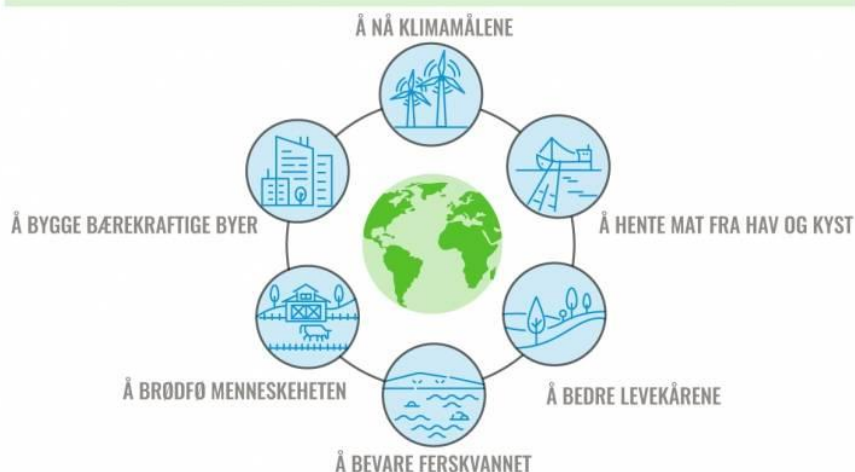 Å NÅ KLIMAMÅLENE
Å BYGGE BÆREKRAFTIGE BYER
Å HENTE MAT FRA HAV OG KYST
Å BRØDFØ MENNESKEHETEN
Å BEDRE LEVEKÅRENE
Å BEVARE FERSKVANNET